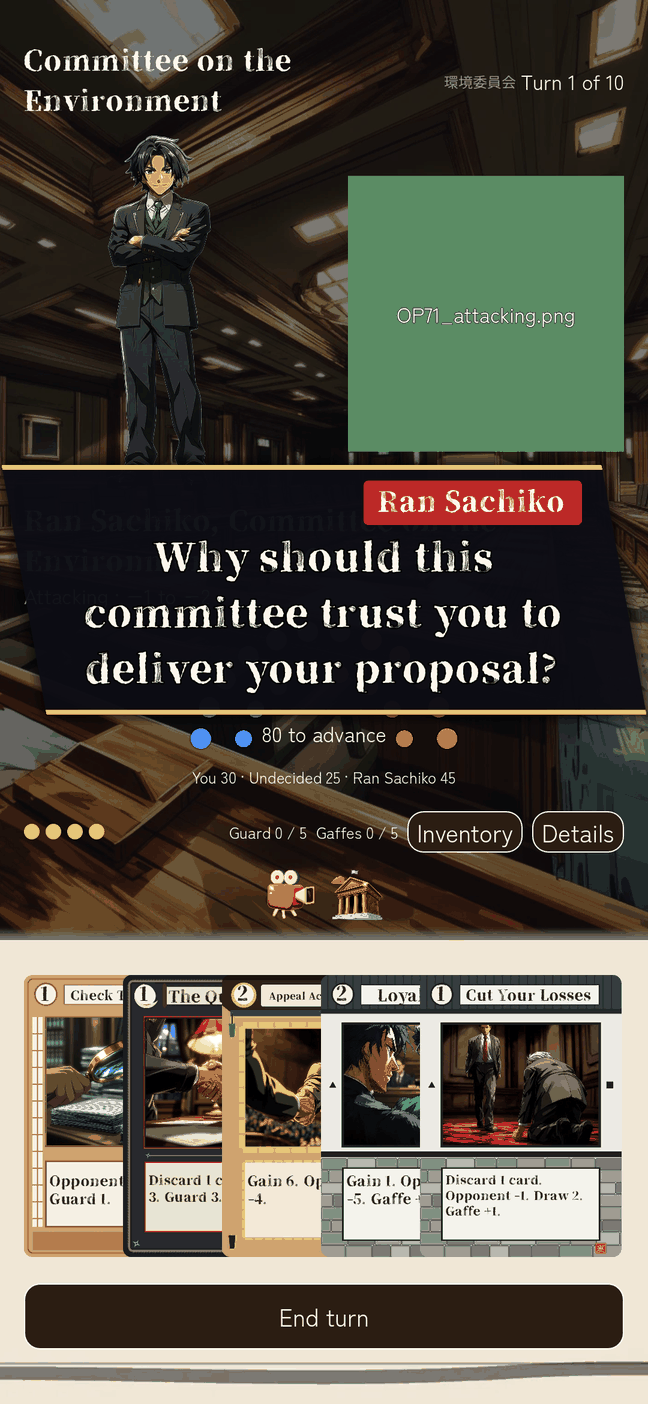 Committee on the
Environment
環境委員会 Turn 1 of 10
OP71_attacking.png
Ran Sachiko
Why should this
committee trust you to
deliver your proposal?
80 to advance
You 30 · Undecided 25 · Ran Sachiko 45
Guard 0 / 5 Gaffes 0 / 5 Inventory Details
1 Check
1 The
2 Appeal
2
1 Cut Your Losses
Opponent
Guard 1.
Discard 1
3. Guard 3.
Gain 6.
-4.
Gain 1.
-5. Gaffe
Discard 1 card.
Opponent -1. Draw 2.
Gaffe +1.
End turn